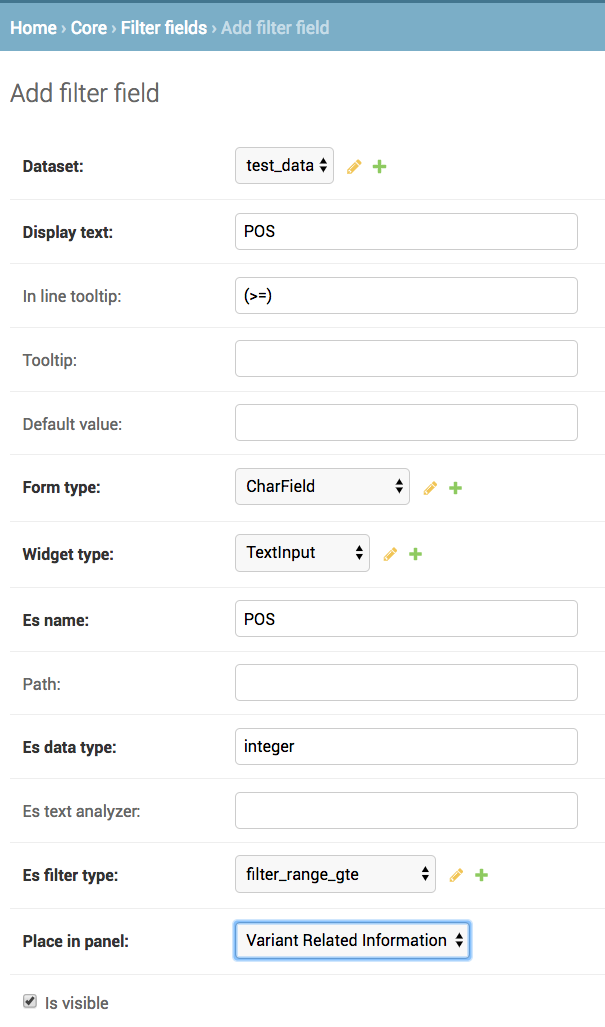 Home › Core › Filter fields › Add filter field
Add filter field
Dataset: test_data
Display text: POS
In line tooltip: (>=)
Tooltip:
Default value:
Form type: CharField
Widget type: TextInput
Es name: POS
Path:
Es data type: integer
Es text analyzer:
Es filter type: filter_range_gte
Place in panel: Variant Related Information
Is visible